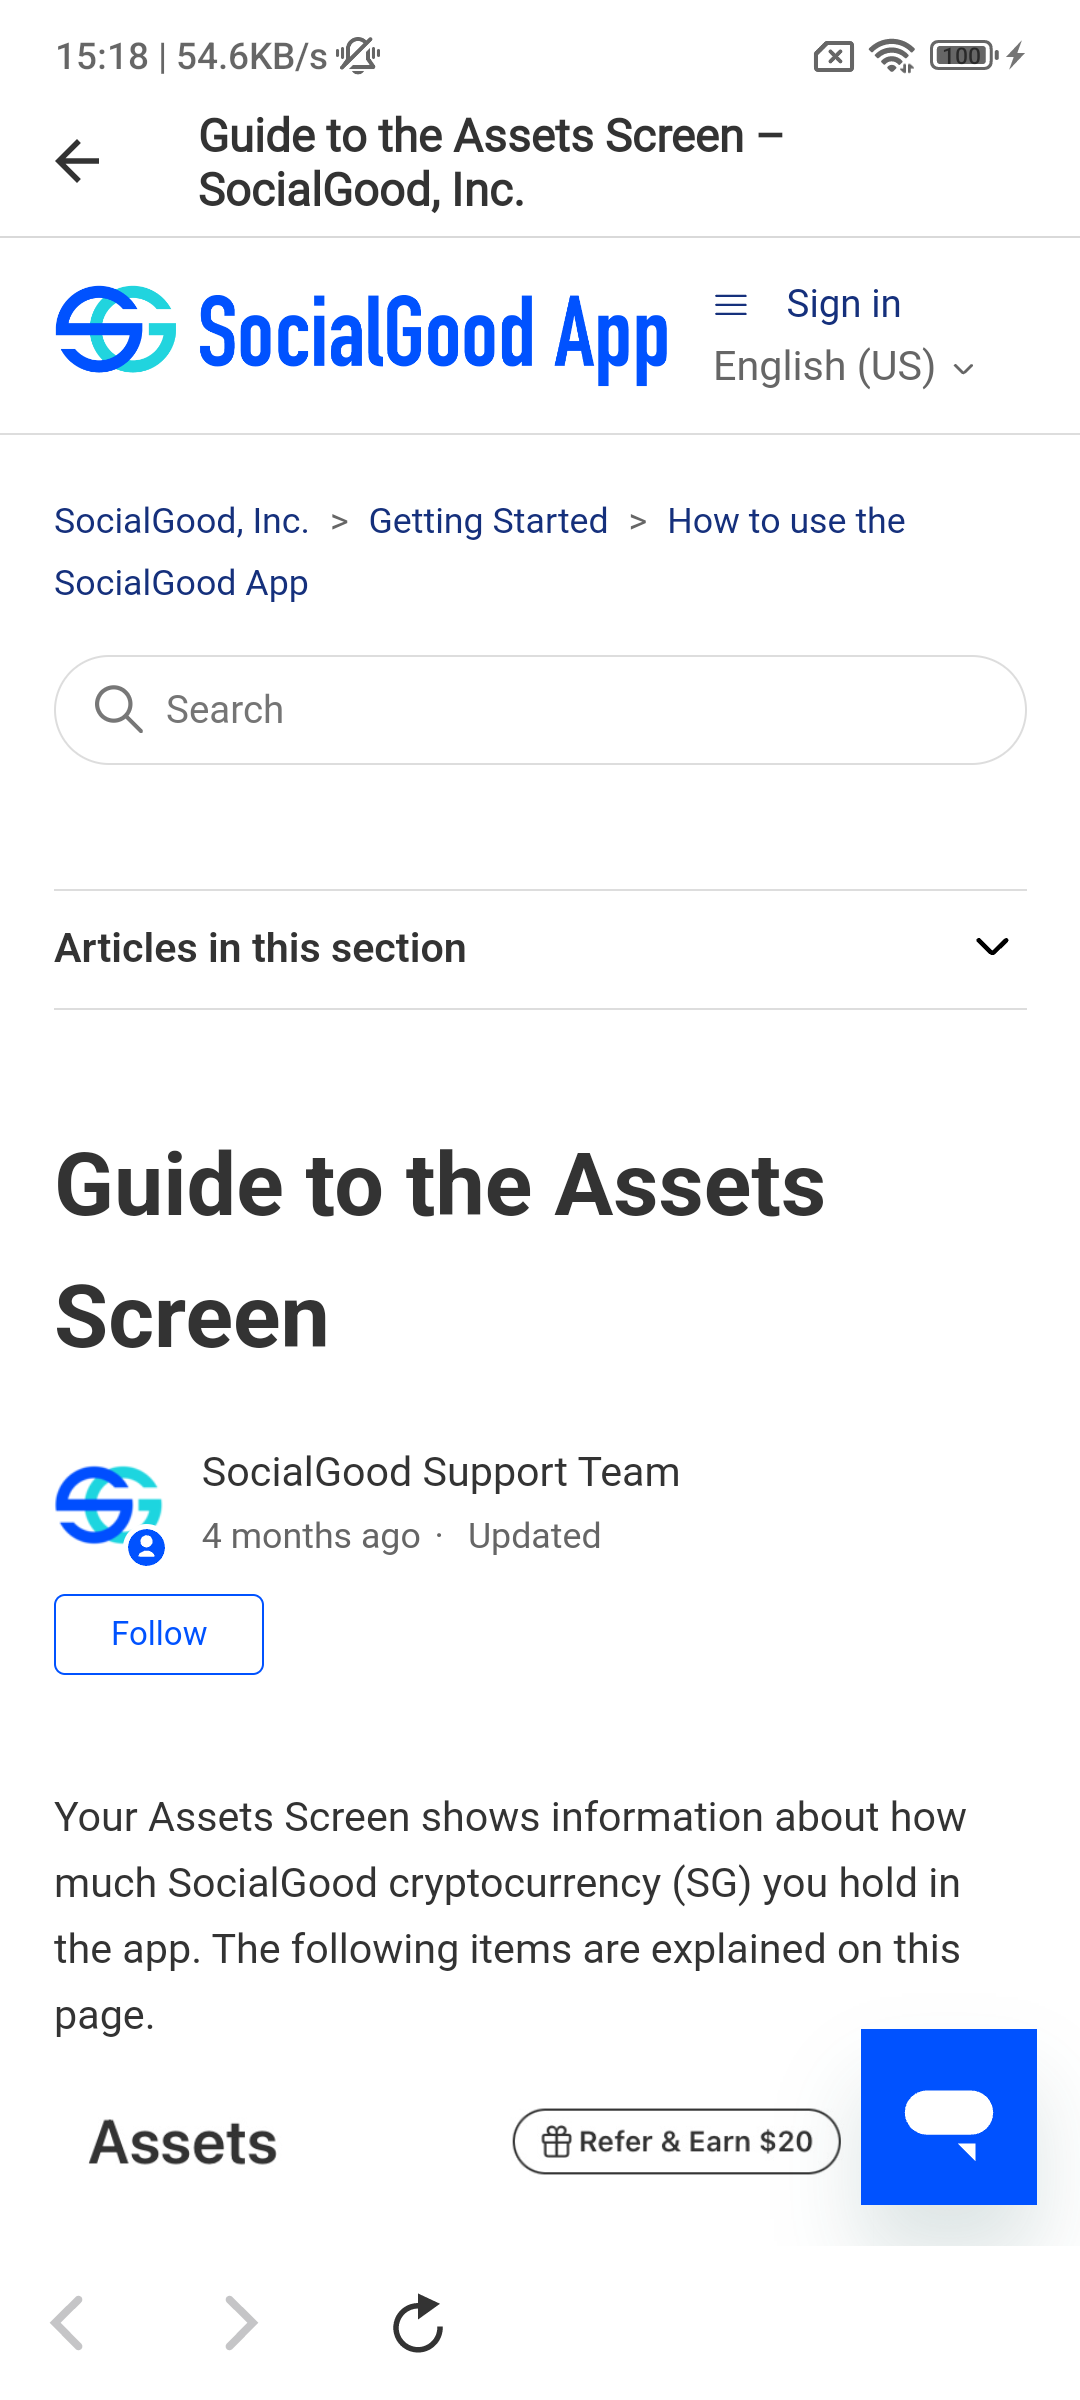 15:18 | 54.6KB/s
100
Guide to the Assets Screen –
SocialGood, Inc.
SocialGood App
Sign in
English (US)
SocialGood, Inc. > Getting Started > How to use the
SocialGood App
Search
Articles in this section
Guide to the Assets
Screen
SocialGood Support Team
4 months ago · Updated
Follow
Your Assets Screen shows information about how
much SocialGood cryptocurrency (SG) you hold in
the app. The following items are explained on this
page.
Assets
Refer & Earn $20